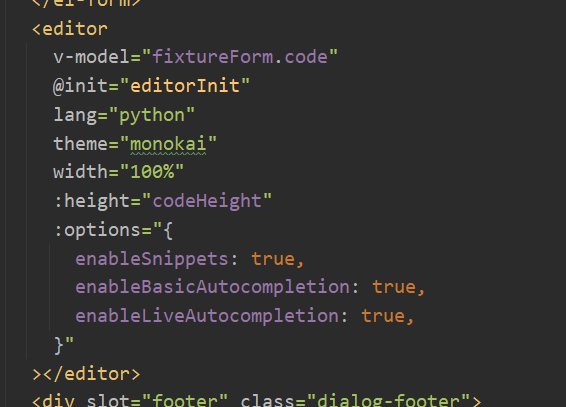 </el-form>
<editor
v-model="fixtureForm.code"
@init="editorInit"
lang="python"
theme="monokai"
width="100%"
:height="codeHeight"
:options="{
enableSnippets: true,
enableBasicAutocompletion: true,
enableLiveAutocompletion: true,
}"
></editor>
<div slot="footer" class="dialog-footer">